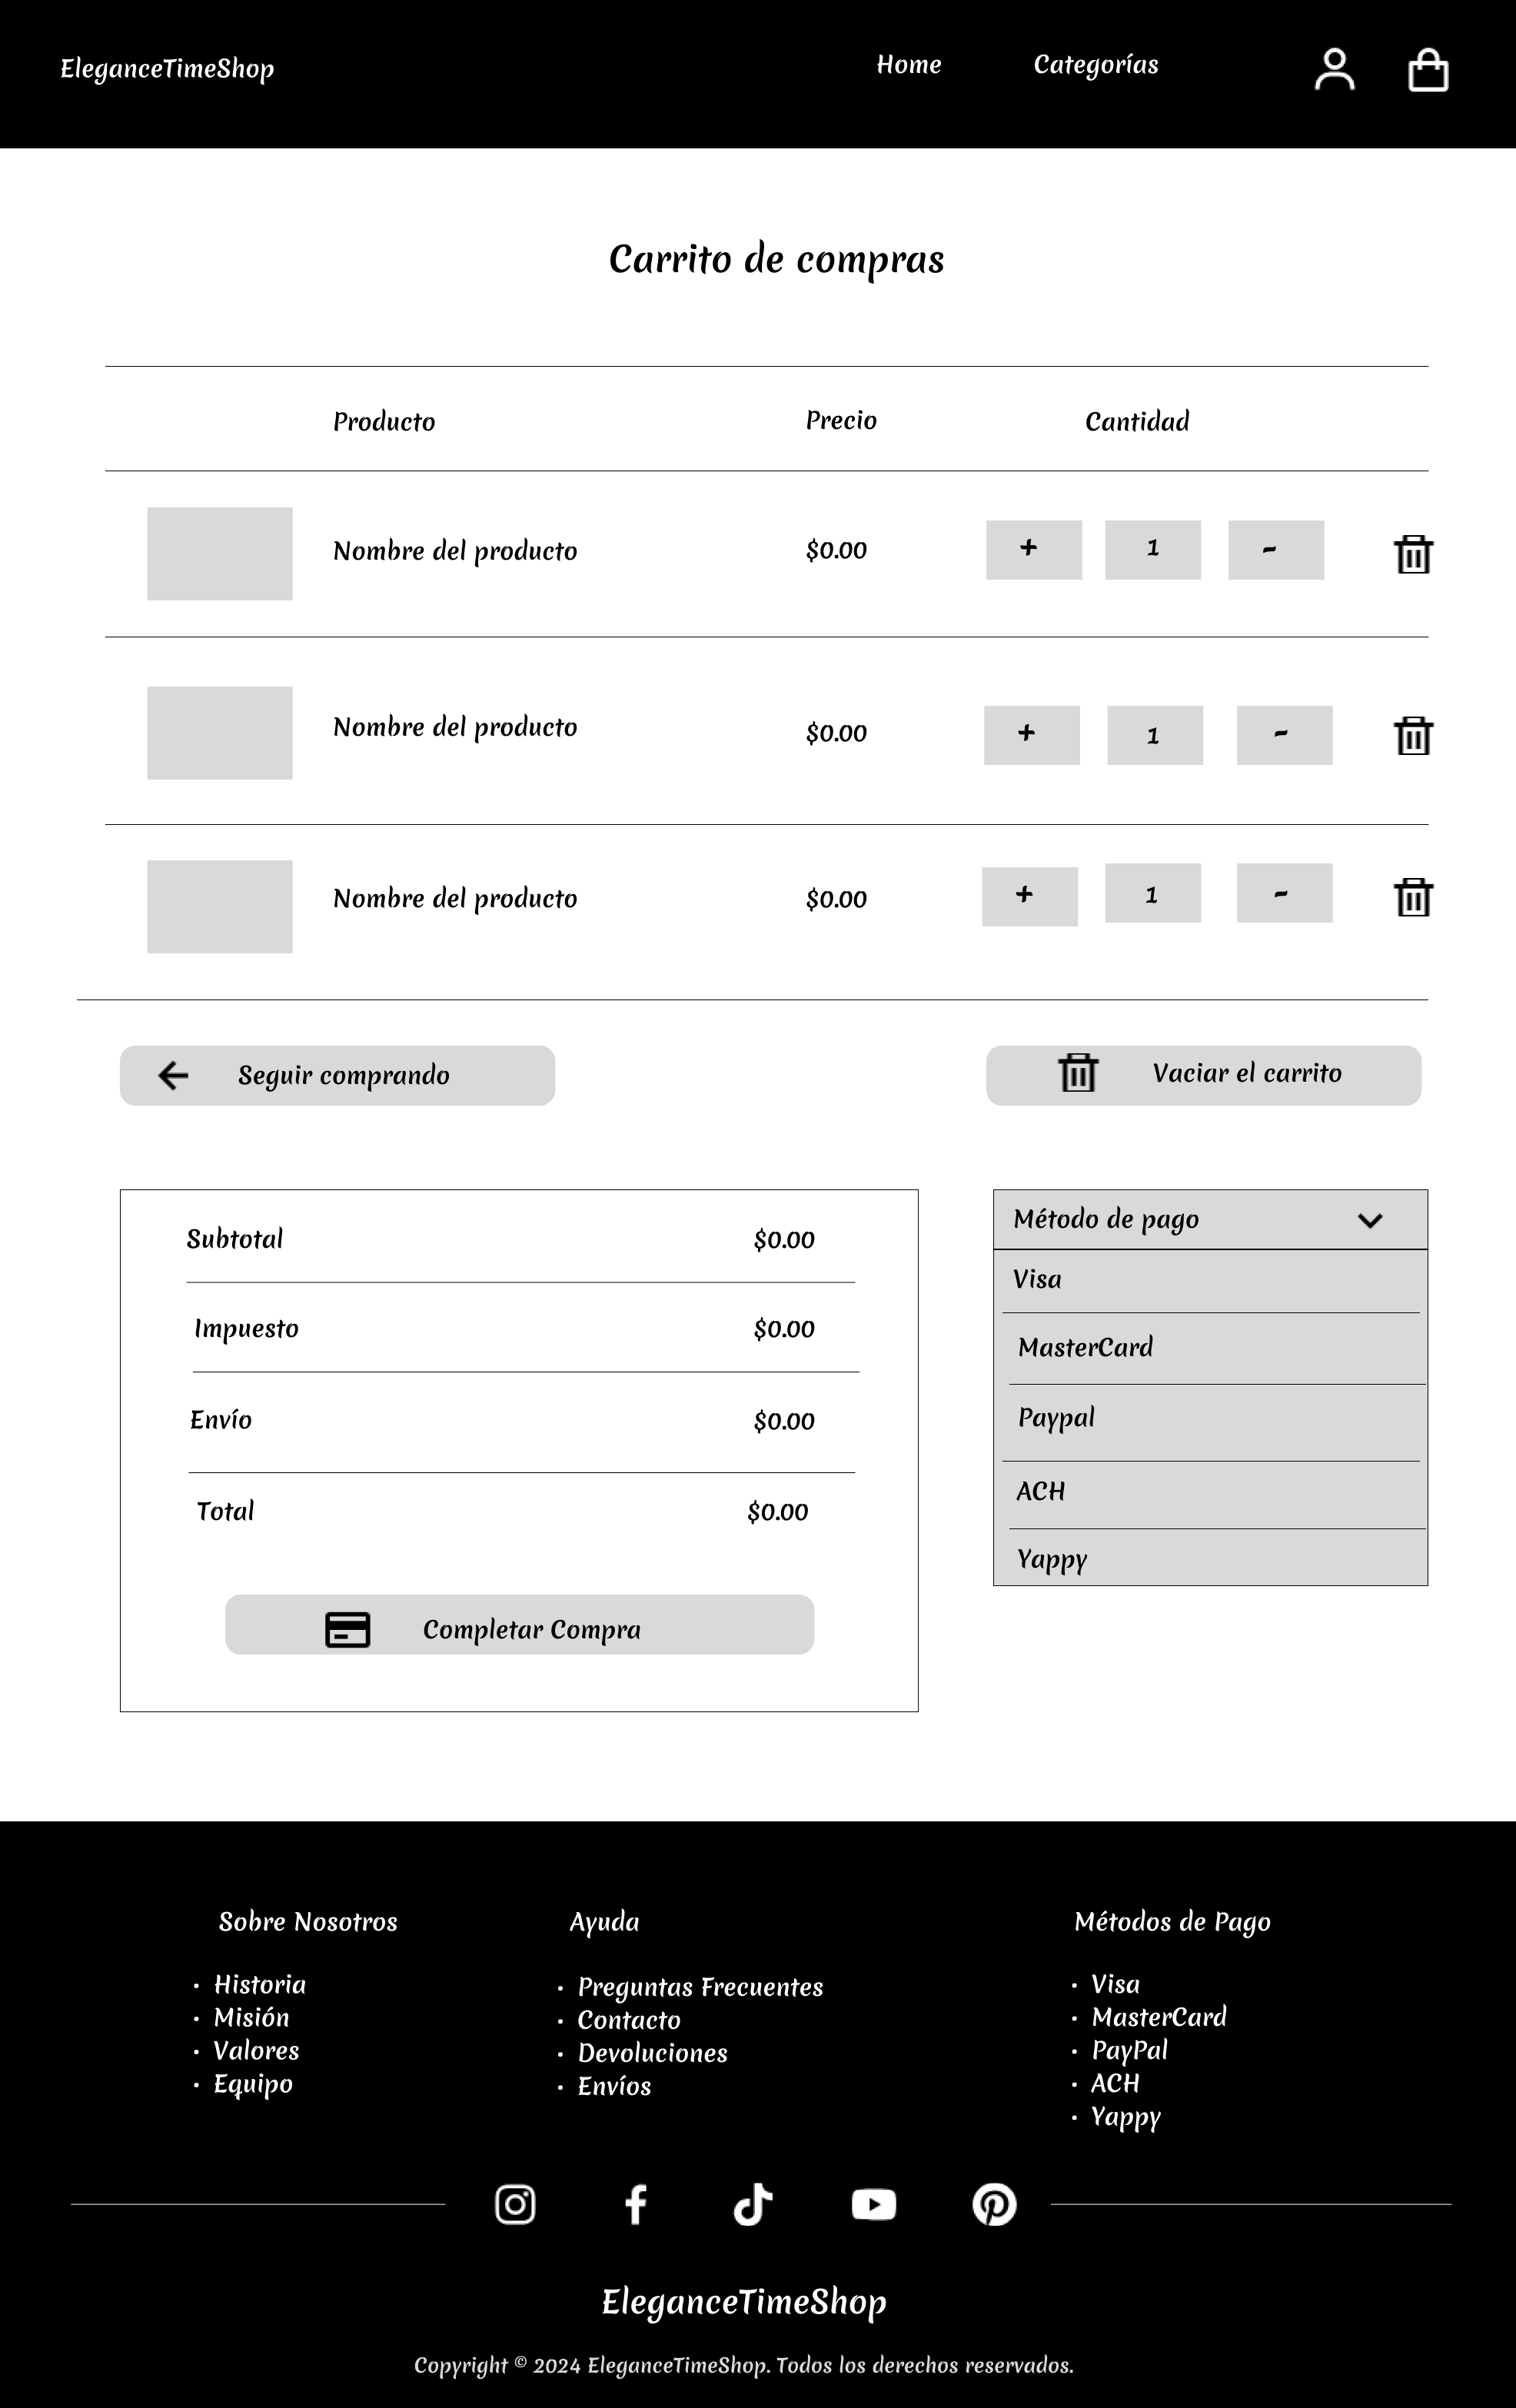 EleganceTimeShop
Home
Categorías
Carrito de compras
Producto
Precio
Cantidad
Nombre del producto
$0.00
+
1
-
Nombre del producto
$0.00
+
1
-
Nombre del producto
$0.00
+
1
-
Seguir comprando
Vaciar el carrito
Subtotal
$0.00
Impuesto
$0.00
Envío
$0.00
Total
$0.00
Completar Compra
Método de pago
Visa
MasterCard
Paypal
ACH
Yappy
Sobre Nosotros
• Historia
• Misión
• Valores
• Equipo
Ayuda
• Preguntas Frecuentes
• Contacto
• Devoluciones
• Envíos
Métodos de Pago
• Visa
• MasterCard
• PayPal
• ACH
• Yappy
EleganceTimeShop
Copyright © 2024 EleganceTimeShop. Todos los derechos reservados.